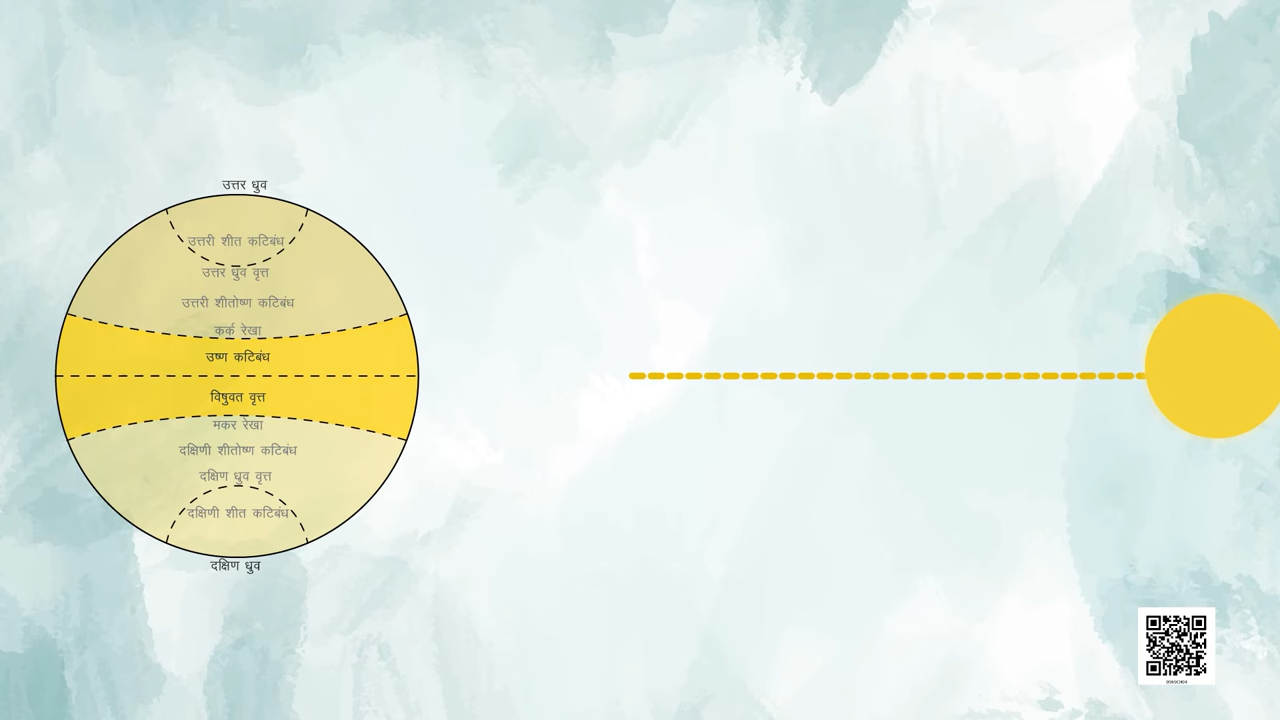 उत्तर ध्रुव
उत्तरी शीत कटिबंध
उत्तर ध्रुव वृत्त
उत्तरी शीतोष्ण कटिबंध
कर्क रेखा
उष्ण कटिबंध
विषुवत वृत्त
मकर रेखा
दक्षिणी शीतोष्ण कटिबंध
दक्षिण ध्रुव वृत्त
दक्षिणी शीत कटिबंध
दक्षिण ध्रुव